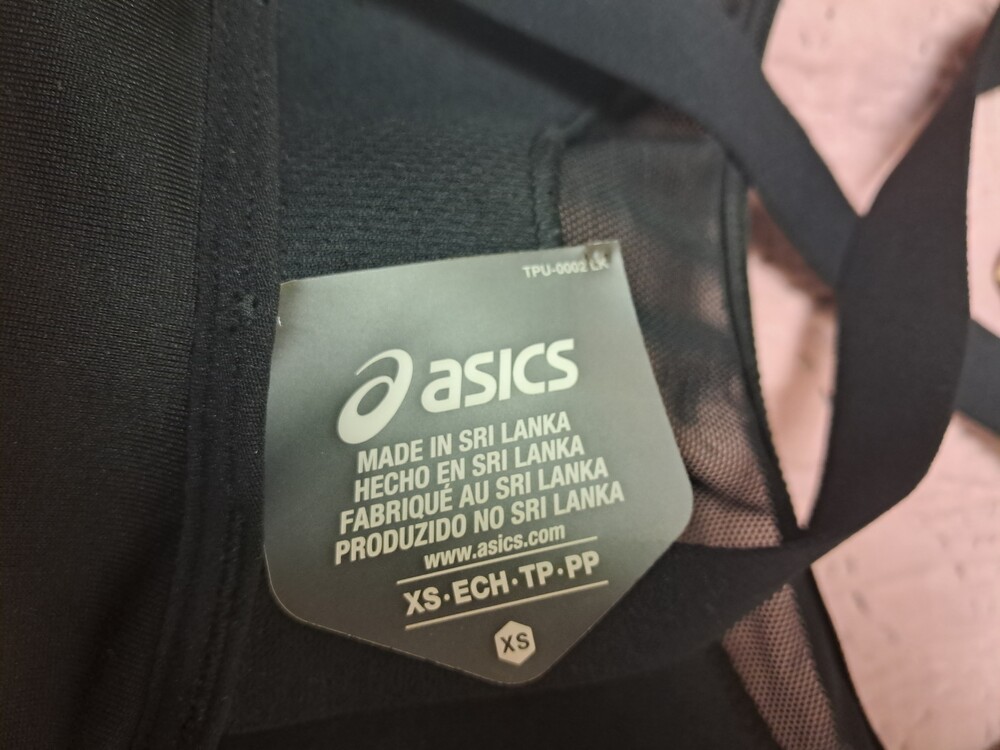 TPU-0002 LK
asics
MADE IN SRI LANKA
HECHO EN SRI LANKA
FABRIQUÉ AU SRI LANKA
PRODUZIDO NO SRI LANKA
www.asics.com
XS·ECH·TP·PP
XS